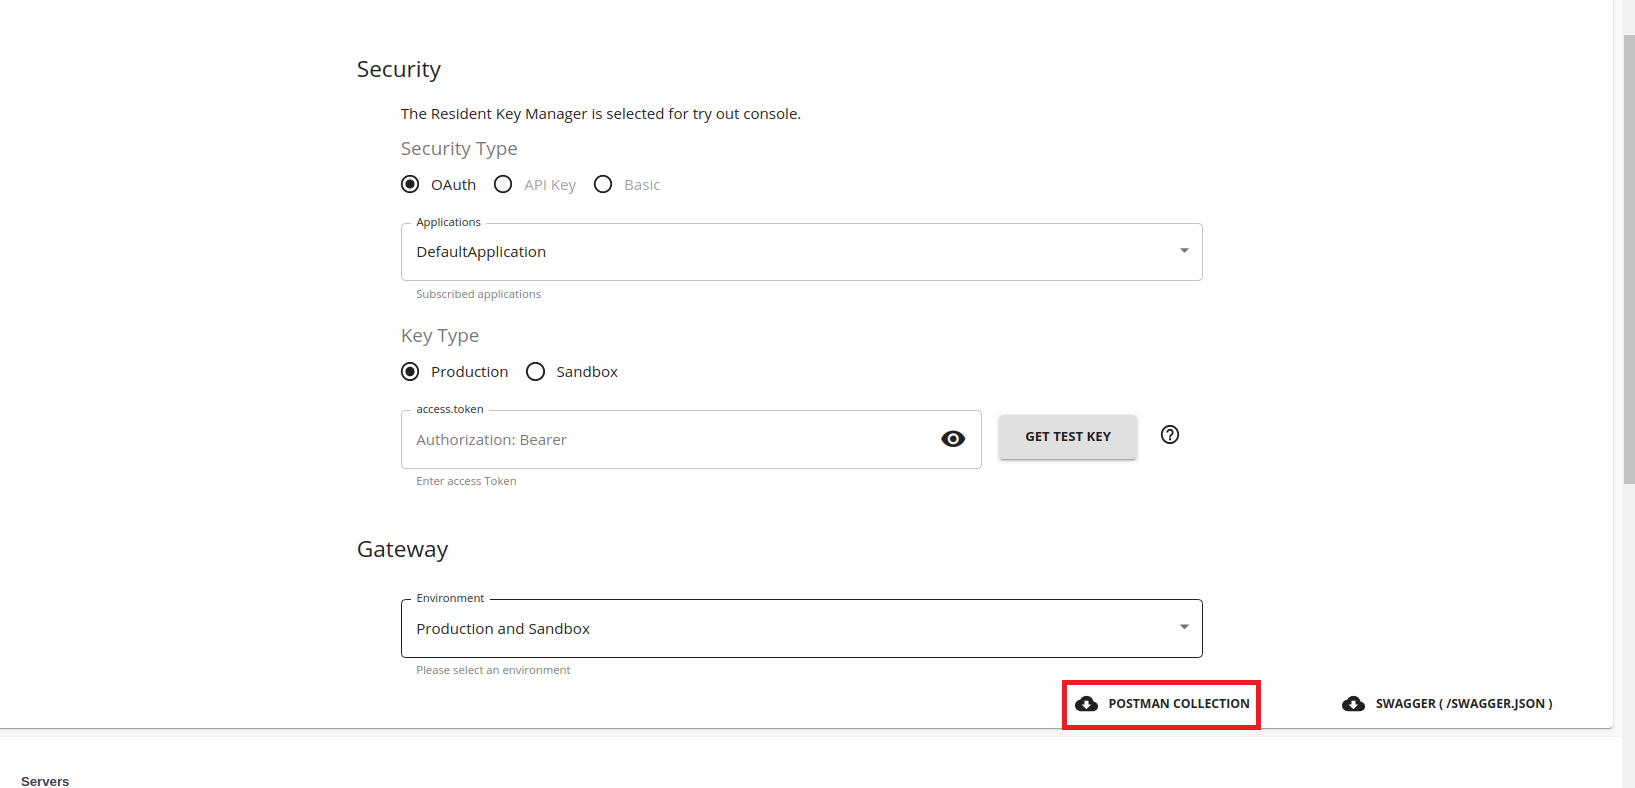 Security
The Resident Key Manager is selected for try out console.
Security Type
OAuth API Key Basic
Applications
DefaultApplication
Subscribed applications
Key Type
Production Sandbox
access.token
Authorization: Bearer
GET TEST KEY
Enter access Token
Gateway
Environment
Production and Sandbox
Please select an environment
POSTMAN COLLECTION SWAGGER ( /SWAGGER.JSON )
Servers